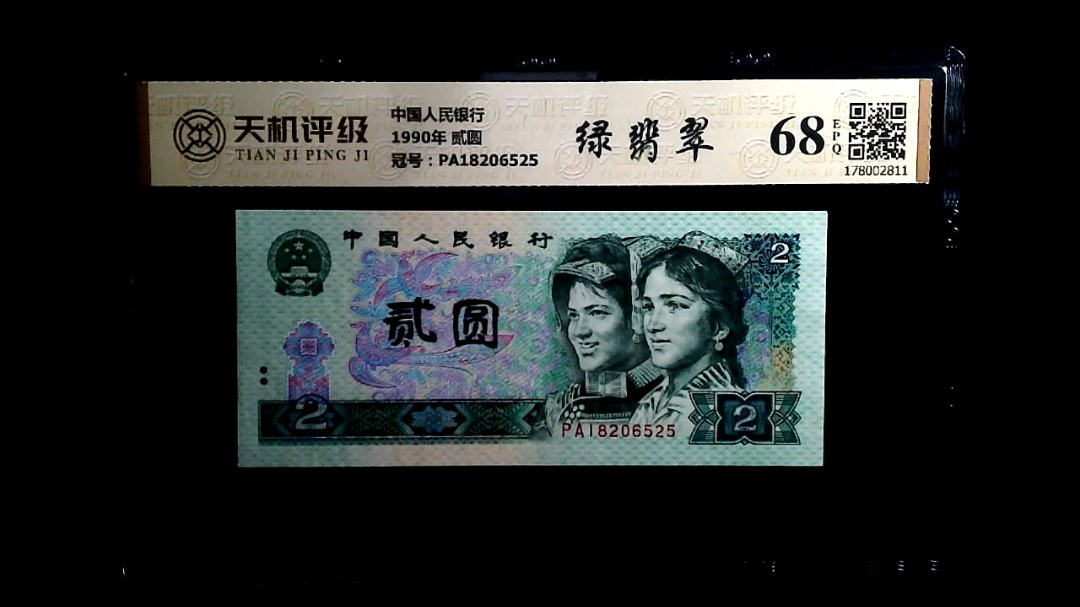 天机评级
TIAN JI PING JI
中国人民银行
1990年 贰圆
冠号：PA18206525
绿翡翠
68
EPQ
178002811
中国人民银行
2
贰圆
2
PA18206525
2